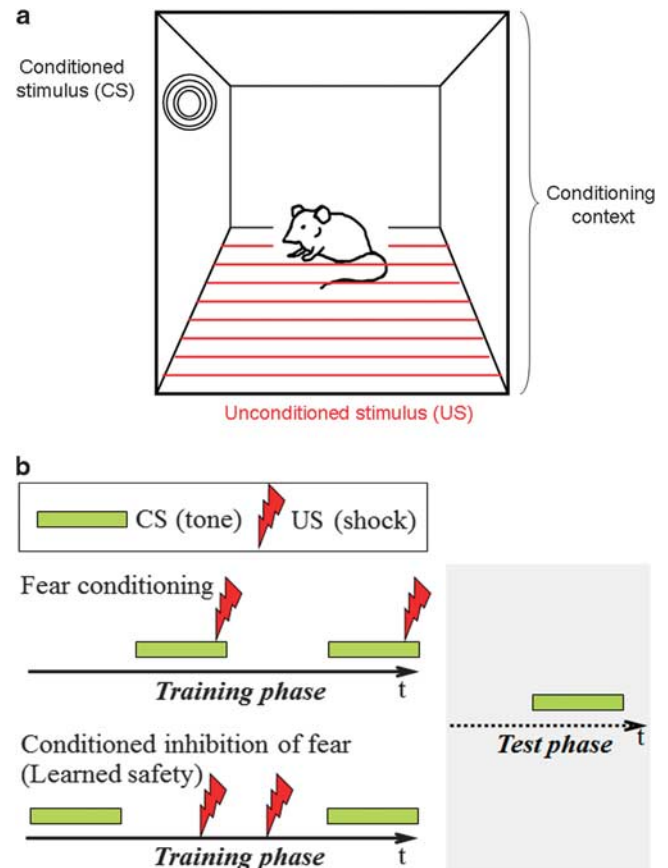 a
Conditioned
stimulus (CS)
Conditioning
context
Unconditioned stimulus (US)
b
CS (tone) US (shock)
Fear conditioning
Training phase t
Conditioned inhibition of fear
(Learned safety)
Training phase t
Test phase t